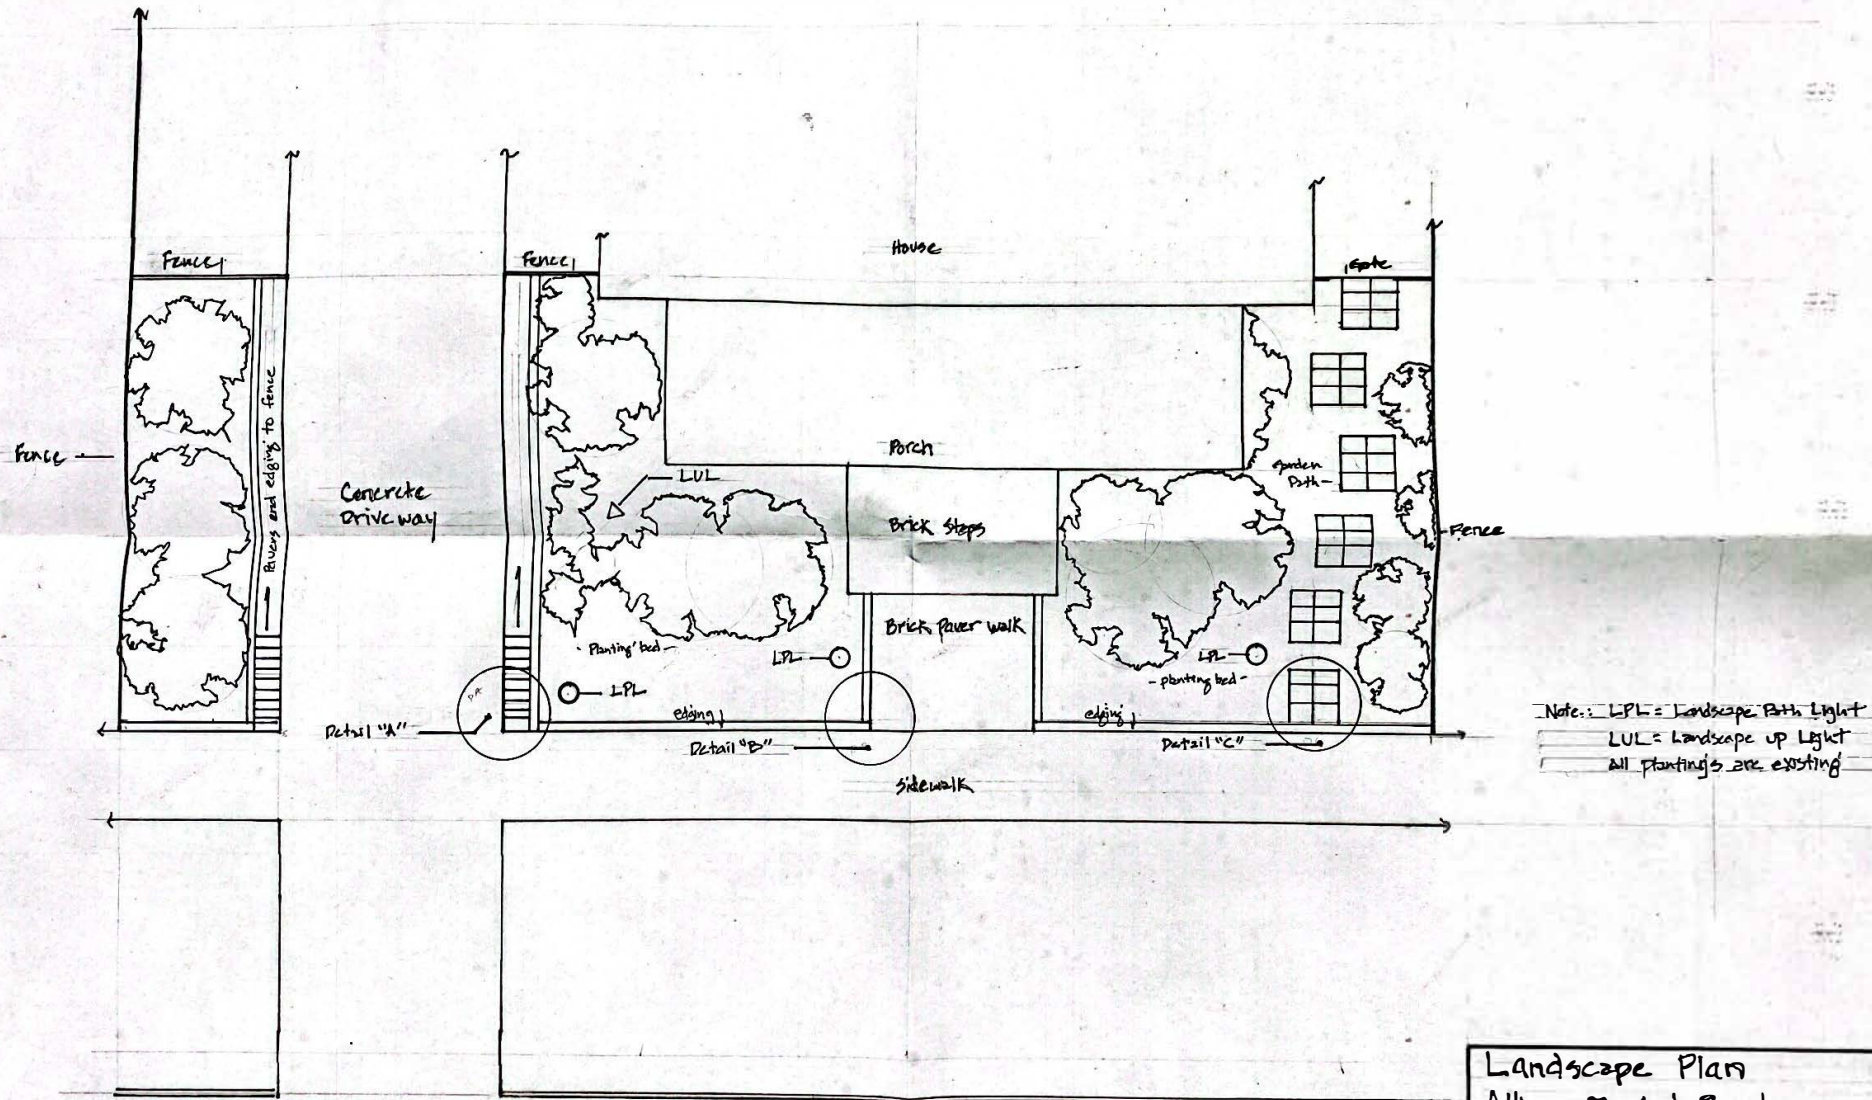 House
Fence
Fence
Gate
Pavers and edging to fence
Porch
Fence
LUL
Garden
Path
Concrete
Driveway
Brick Steps
Fence
Brick Paver Walk
- Planting bed -
LPL
LPL
- planting bed -
LPL
edging
edging
Detail "A"
Detail "B"
Detail "C"
Sidewalk
Note: LPL = Landscape Path Light
LUL = Landscape up Light
All plantings are existing
Landscape Plan